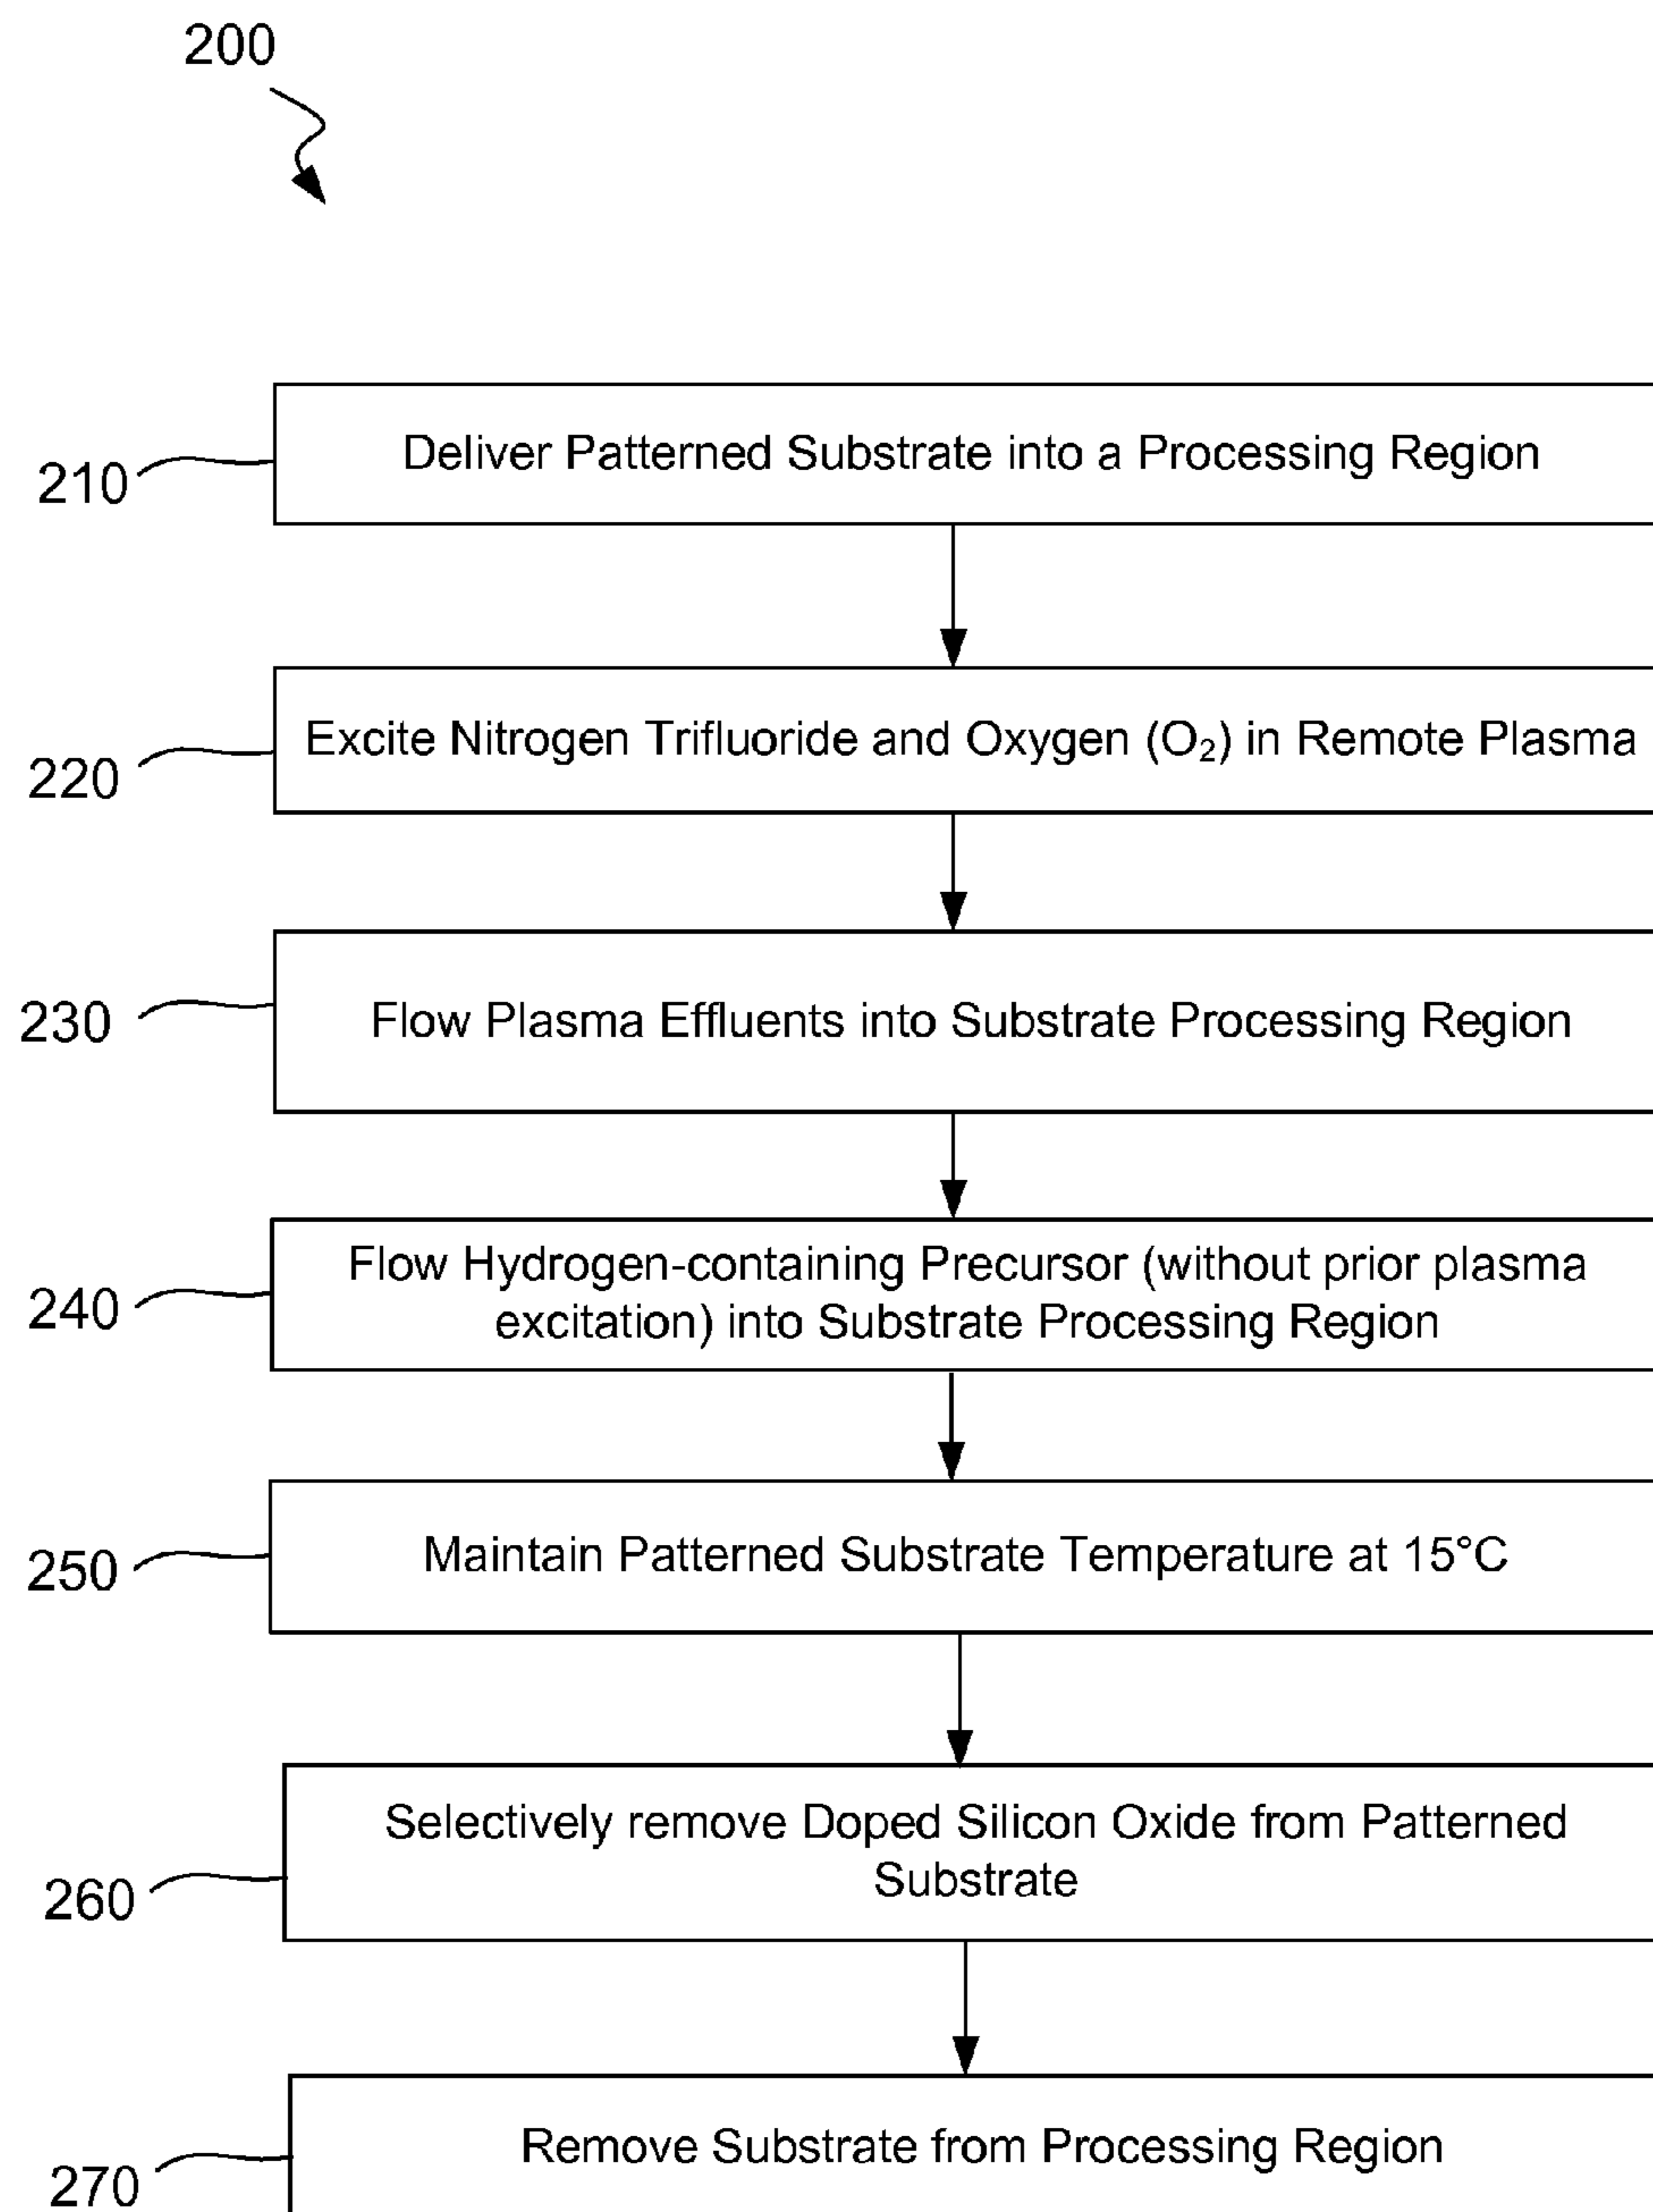 200
210
Deliver Patterned Substrate into a Processing Region
220
Excite Nitrogen Trifluoride and Oxygen (O₂) in Remote Plasma
230
Flow Plasma Effluents into Substrate Processing Region
240
Flow Hydrogen-containing Precursor (without prior plasma
excitation) into Substrate Processing Region
250
Maintain Patterned Substrate Temperature at 15°C
260
Selectively remove Doped Silicon Oxide from Patterned
Substrate
270
Remove Substrate from Processing Region